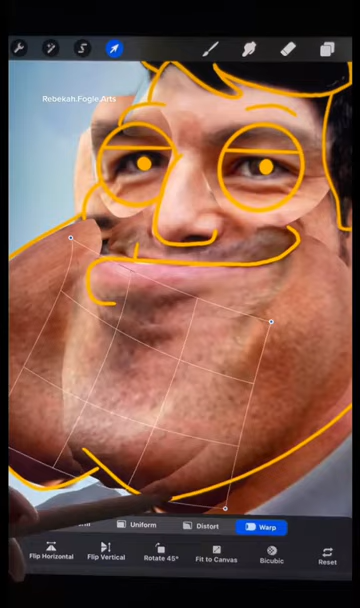 Rebekah.Fogle.Arts
Uniform
Distort
Warp
Flip Horizontal
Flip Vertical
Rotate 45°
Fit to Canvas
Bicubic
Reset